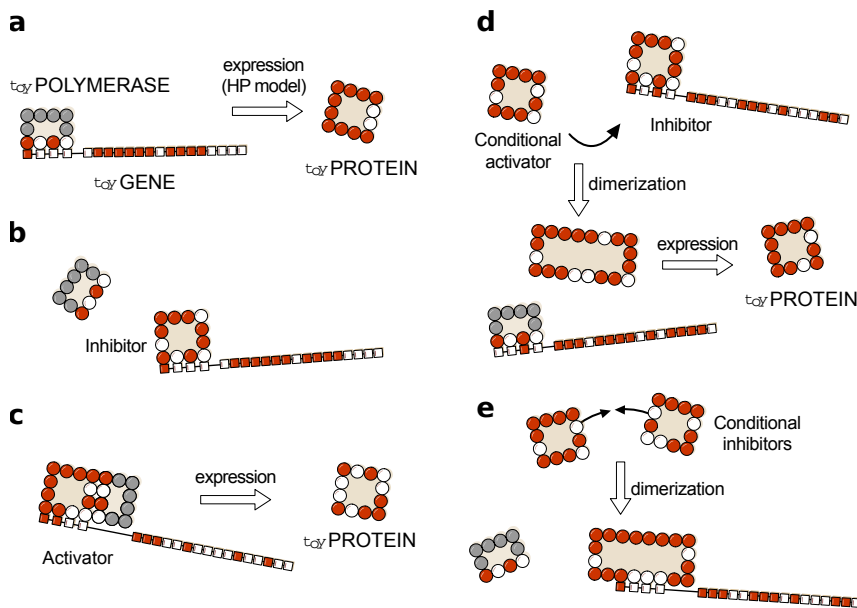 a
toy POLYMERASE
expression
(HP model)
toy GENE
toy PROTEIN
b
Inhibitor
c
expression
Activator
toy PROTEIN
d
Conditional
activator
Inhibitor
dimerization
expression
toy PROTEIN
e
Conditional
inhibitors
dimerization